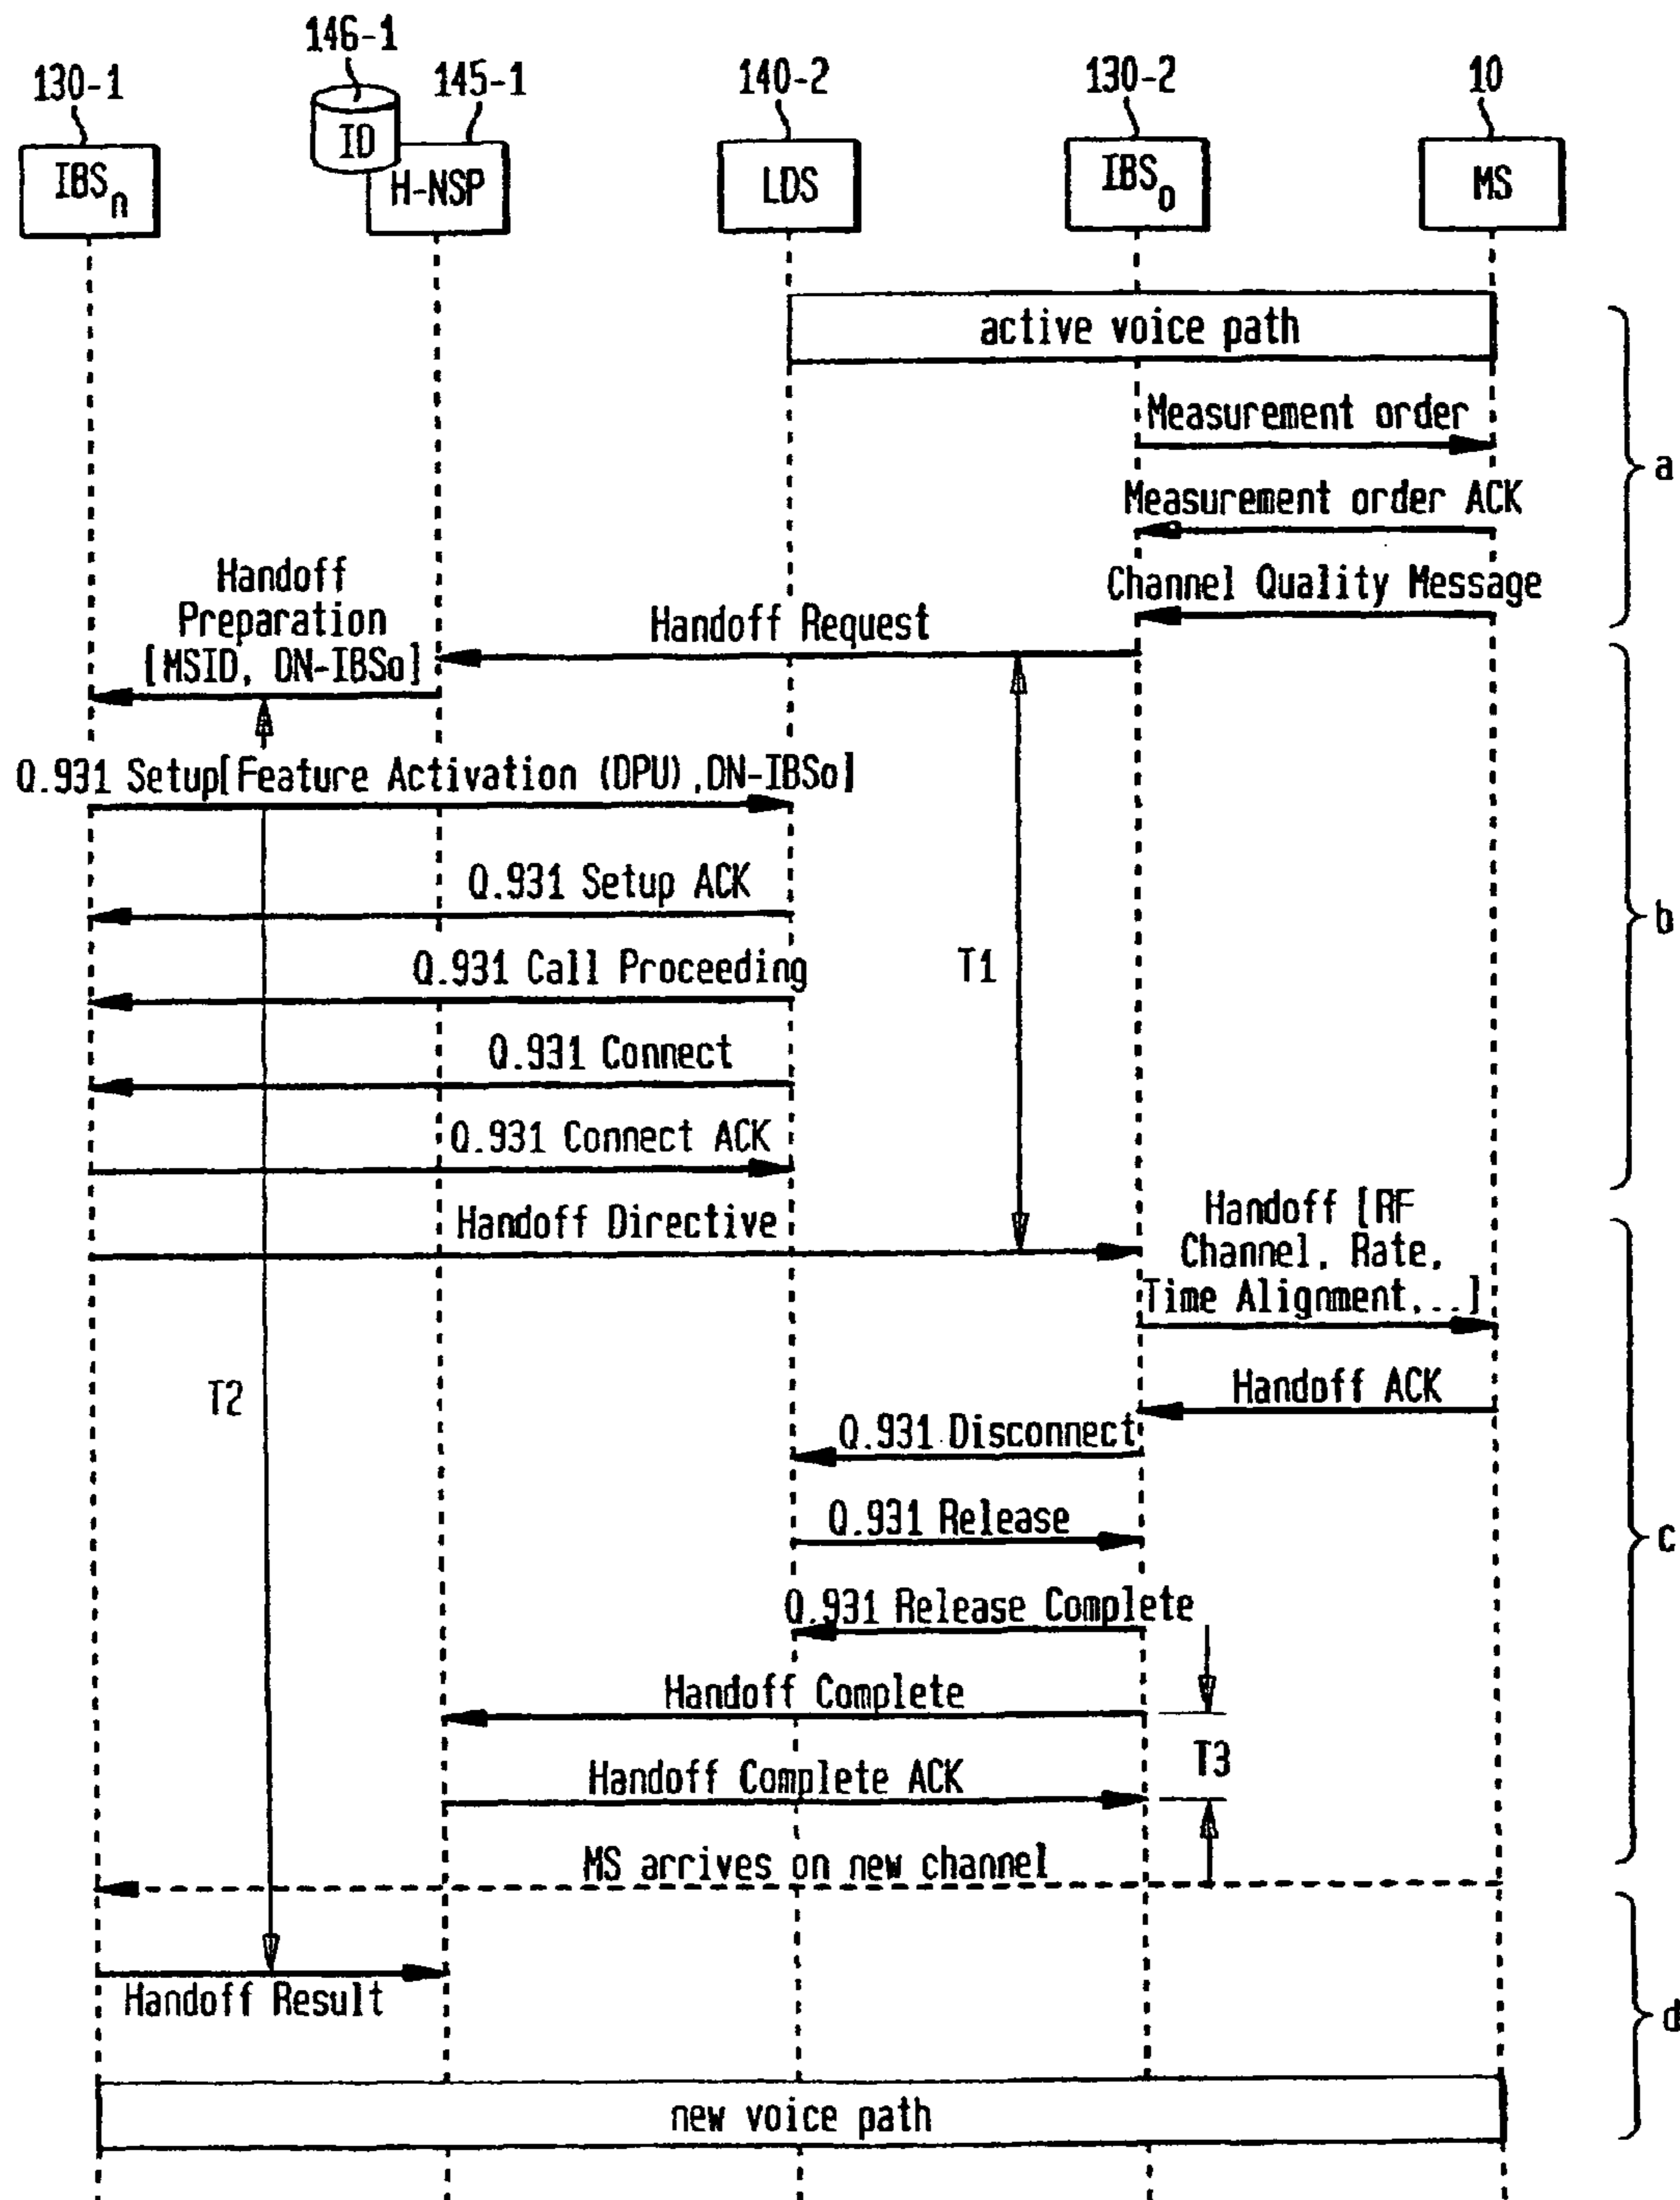 146-1
130-1
145-1
140-2
130-2
10
ID
IBSn
H-NSP
LDS
IBSo
MS
active voice path
Measurement order
a
Measurement order ACK
Handoff
Preparation
[MSID, DN-IBSo]
Channel Quality Message
Handoff Request
Q.931 Setup[Feature Activation (DPU),DN-IBSo]
Q.931 Setup ACK
b
Q.931 Call Proceeding
T1
Q.931 Connect
Q.931 Connect ACK
Handoff Directive
Handoff [RF
Channel, Rate,
Time Alignment,...]
T2
Handoff ACK
Q.931 Disconnect
Q.931 Release
c
Q.931 Release Complete
Handoff Complete
T3
Handoff Complete ACK
MS arrives on new channel
Handoff Result
d
new voice path